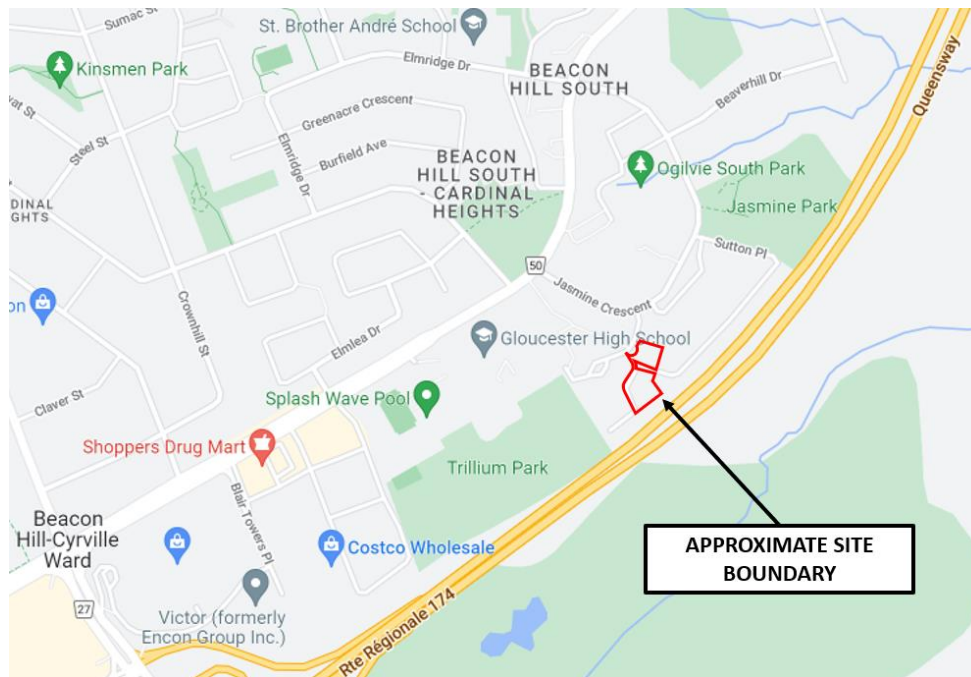 Sumac St
St. Brother André School
Kinsmen Park
Elmridge Dr
BEACON
HILL SOUTH
Queensway
Beaverhill Dr
Greenacre Crescent
Steel St
Elmridge Dr
Burfield Ave
BEACON
HILL SOUTH
- CARDINAL
HEIGHTS
Ogilvie South Park
Jasmine Park
Sutton Pl
50
Jasmine Crescent
Crownhill St
Elmlea Dr
Gloucester High School
Claver St
Splash Wave Pool
Shoppers Drug Mart
Trillium Park
Blair Towers Pl
Beacon
Hill-Cyrville
Ward
Costco Wholesale
APPROXIMATE SITE
BOUNDARY
27
Victor (formerly
Encon Group Inc.)
Rte Régionale 174